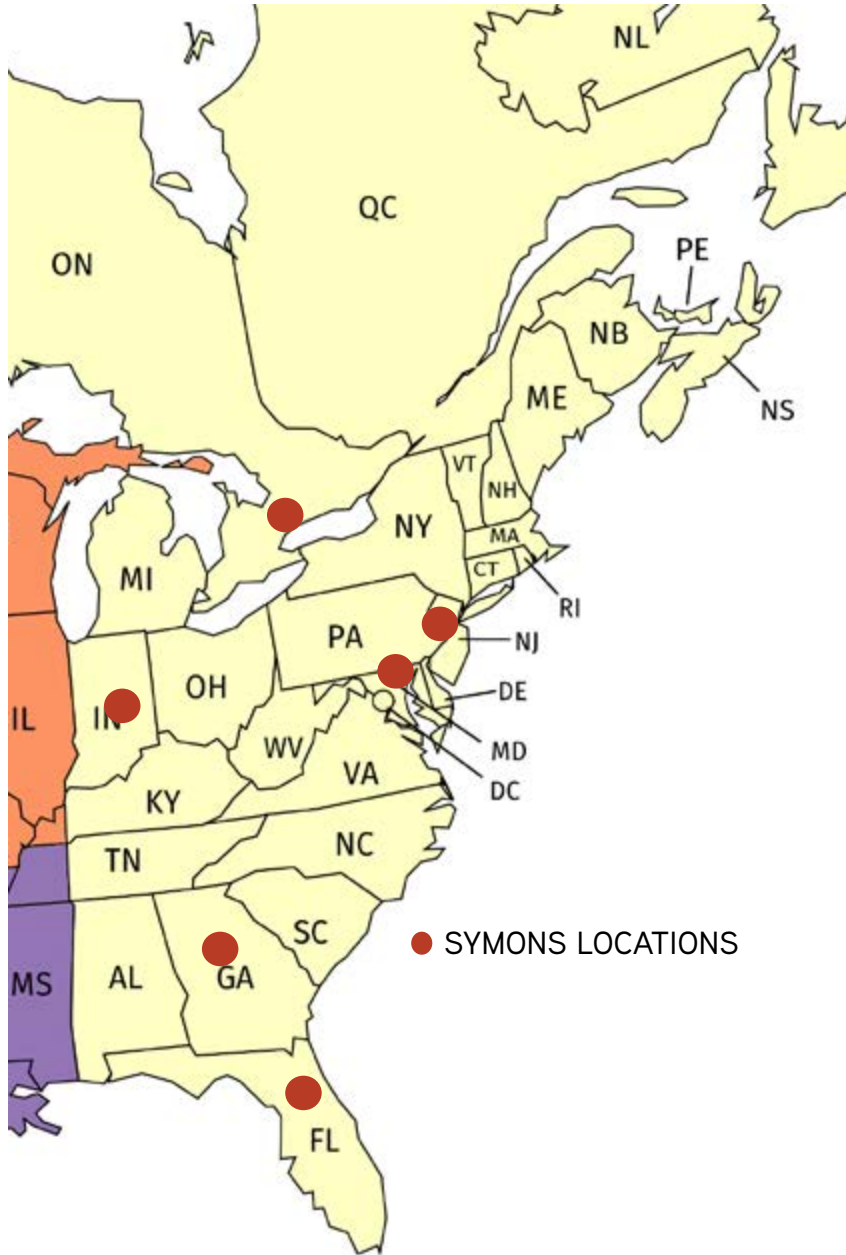 NL
QC
PE
ON
NB
ME
NS
VT
NH
NY
MA
MI
CT
RI
PA
NJ
OH
DE
IN
IL
WV
MD
VA
DC
KY
NC
TN
SC
SYMONS LOCATIONS
AL
GA
MS
FL